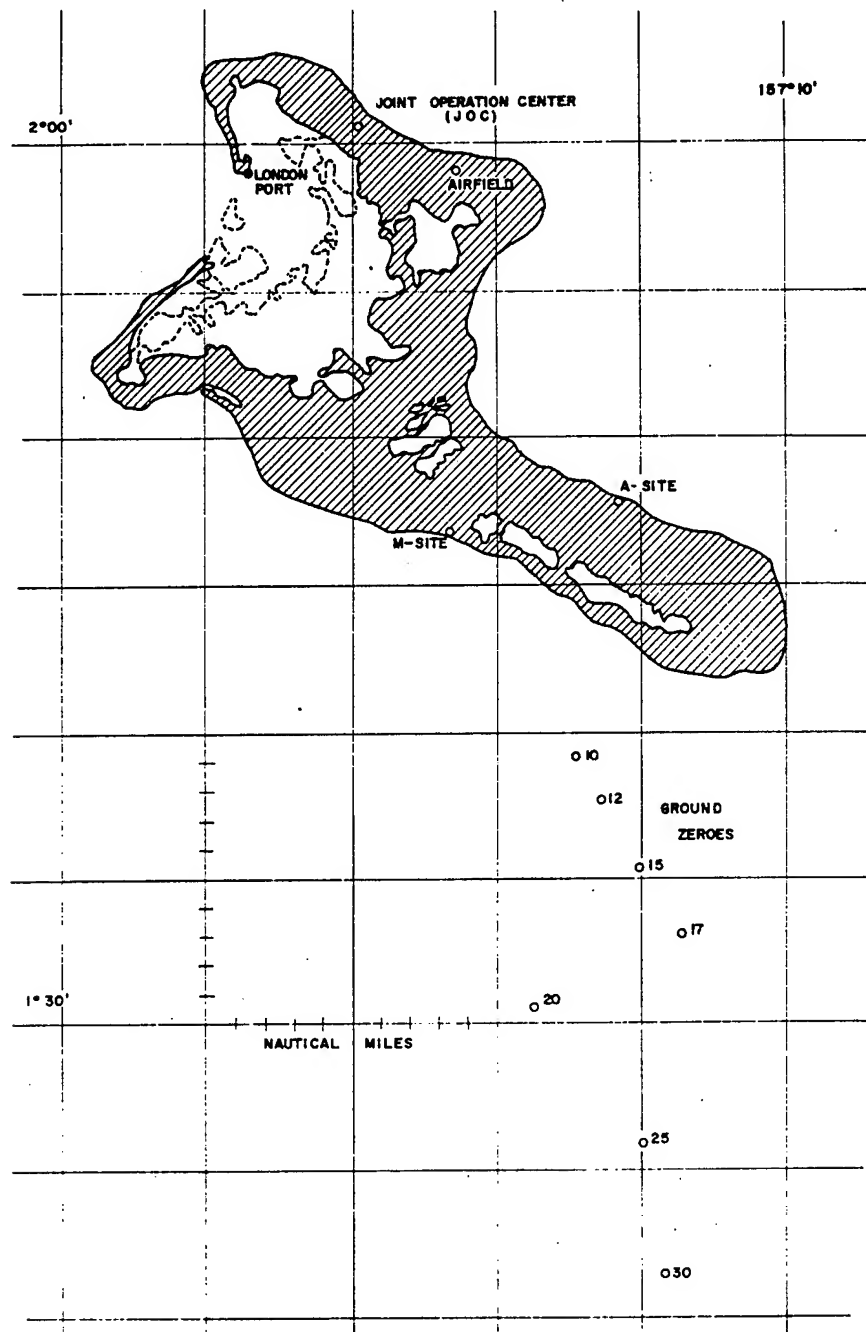 157°10'
JOINT OPERATION CENTER
(JOC)
2°00'
LONDON
PORT
AIRFIELD
A-SITE
M-SITE
10
12
GROUND
ZEROES
15
17
1°30'
20
NAUTICAL MILES
25
30